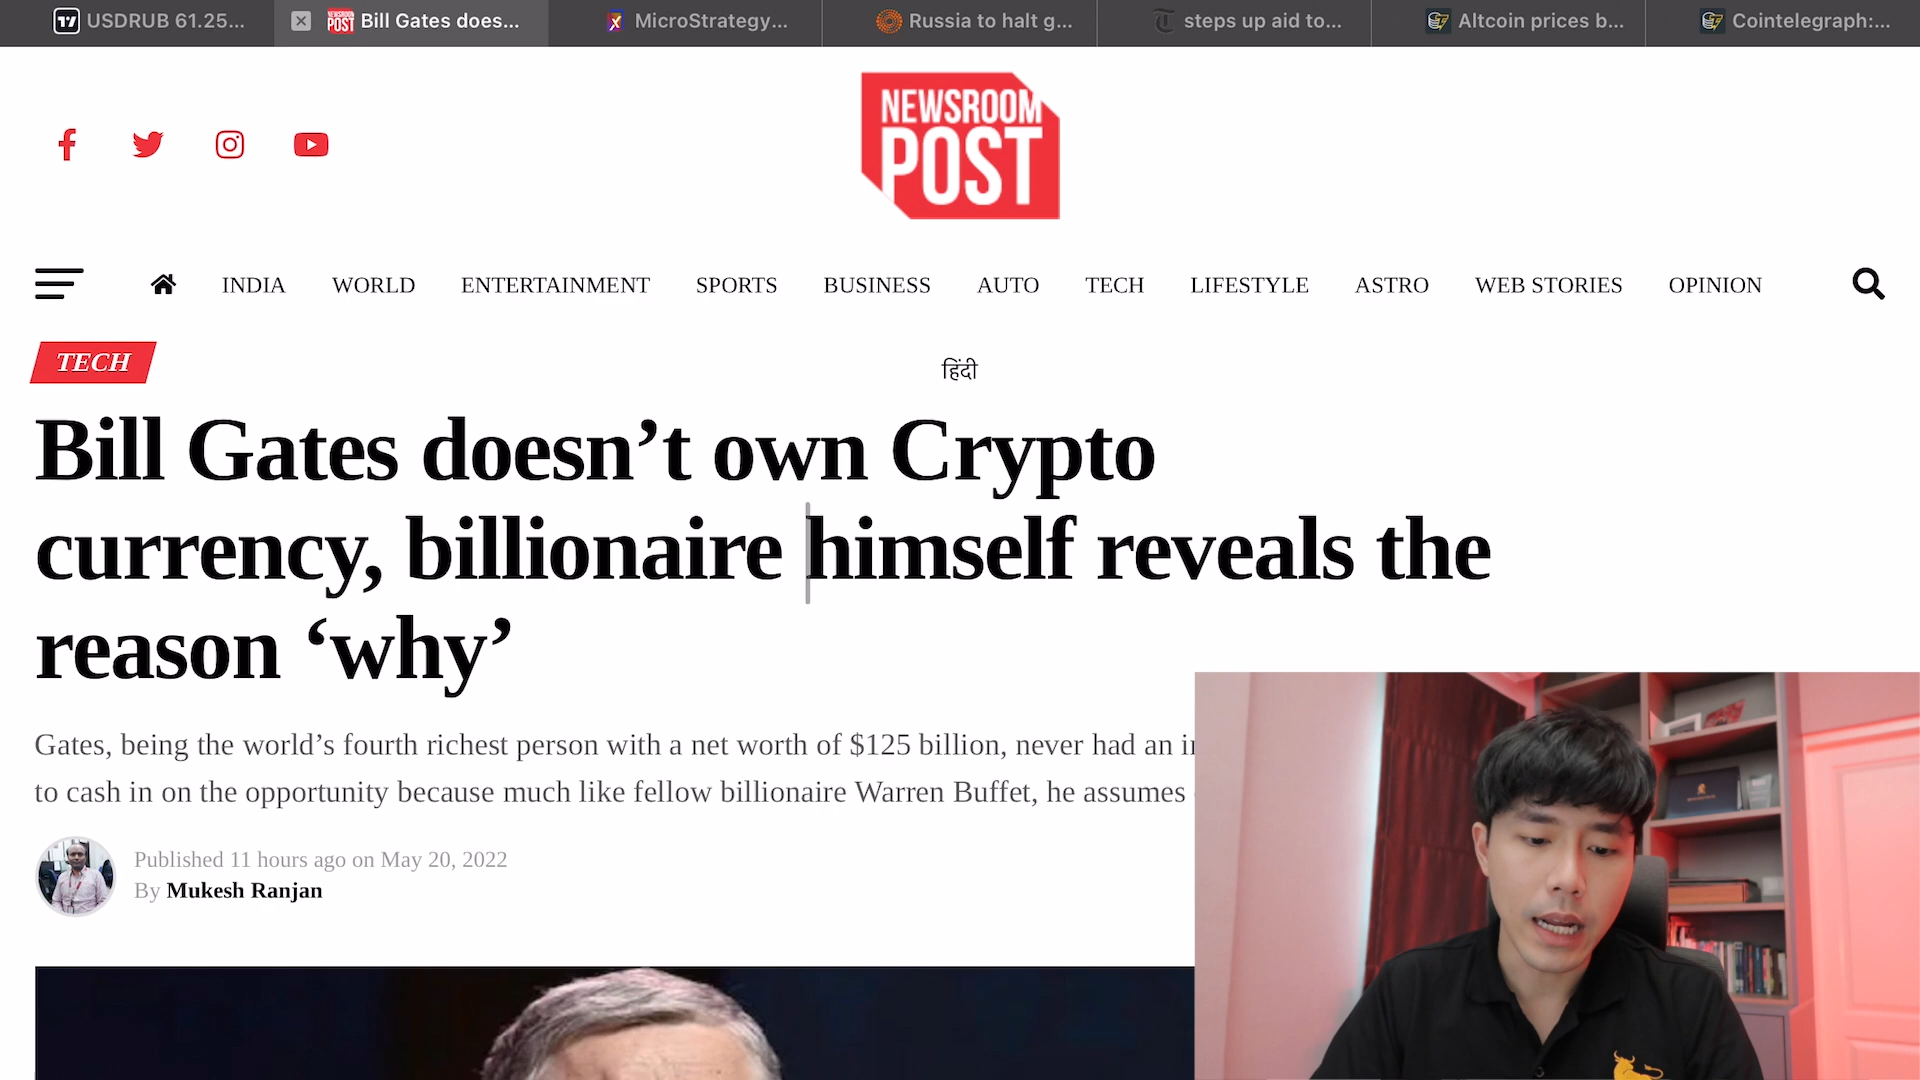 USDRUB 61.25...
Bill Gates does...
MicroStrategy...
Russia to halt g...
steps up aid to...
Altcoin prices b...
Cointelegraph:...
NEWSROOM
POST
INDIA WORLD ENTERTAINMENT SPORTS BUSINESS AUTO TECH LIFESTYLE ASTRO WEB STORIES OPINION
TECH
हिंदी
Bill Gates doesn’t own Crypto
currency, billionaire himself reveals the
reason ‘why’
Gates, being the world’s fourth richest person with a net worth of $125 billion, never had an
to cash in on the opportunity because much like fellow billionaire Warren Buffet, he assumes
Published 11 hours ago on May 20, 2022
By Mukesh Ranjan